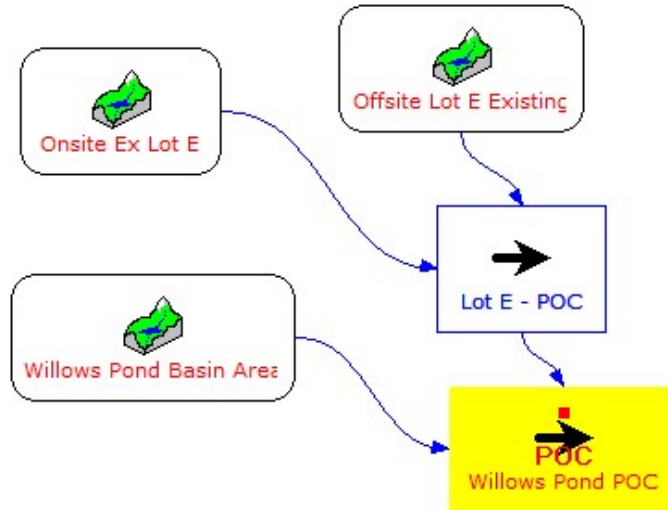 Offsite Lot E Existing
Onsite Ex Lot E
Lot E - POC
Willows Pond Basin Area
POC
Willows Pond POC